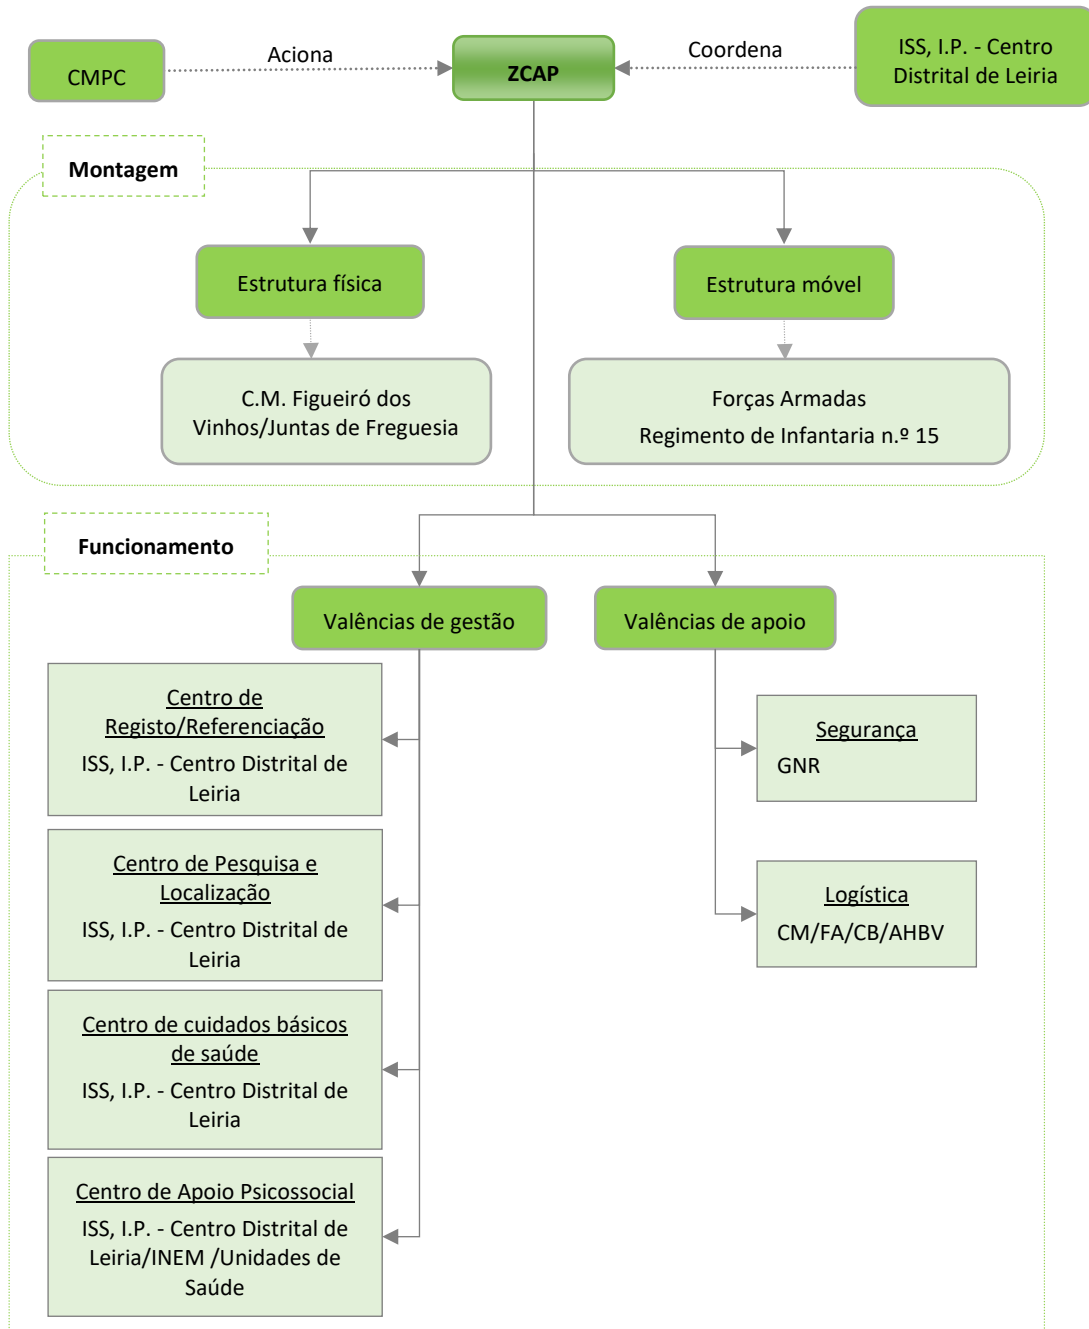 CMPC
Aciona
ZCAP
Coordena
ISS, I.P. - Centro
Distrital de Leiria
Montagem
Estrutura física
Estrutura móvel
C.M. Figueiró dos
Vinhos/Juntas de Freguesia
Forças Armadas
Regimento de Infantaria n.º 15
Funcionamento
Valências de gestão
Valências de apoio
Centro de
Registo/Referenciação
ISS, I.P. - Centro Distrital de
Leiria
Centro de Pesquisa e
Localização
ISS, I.P. - Centro Distrital de
Leiria
Centro de cuidados básicos
de saúde
ISS, I.P. - Centro Distrital de
Leiria
Centro de Apoio Psicossocial
ISS, I.P. - Centro Distrital de
Leiria/INEM /Unidades de
Saúde
Segurança
GNR
Logística
CM/FA/CB/AHBV